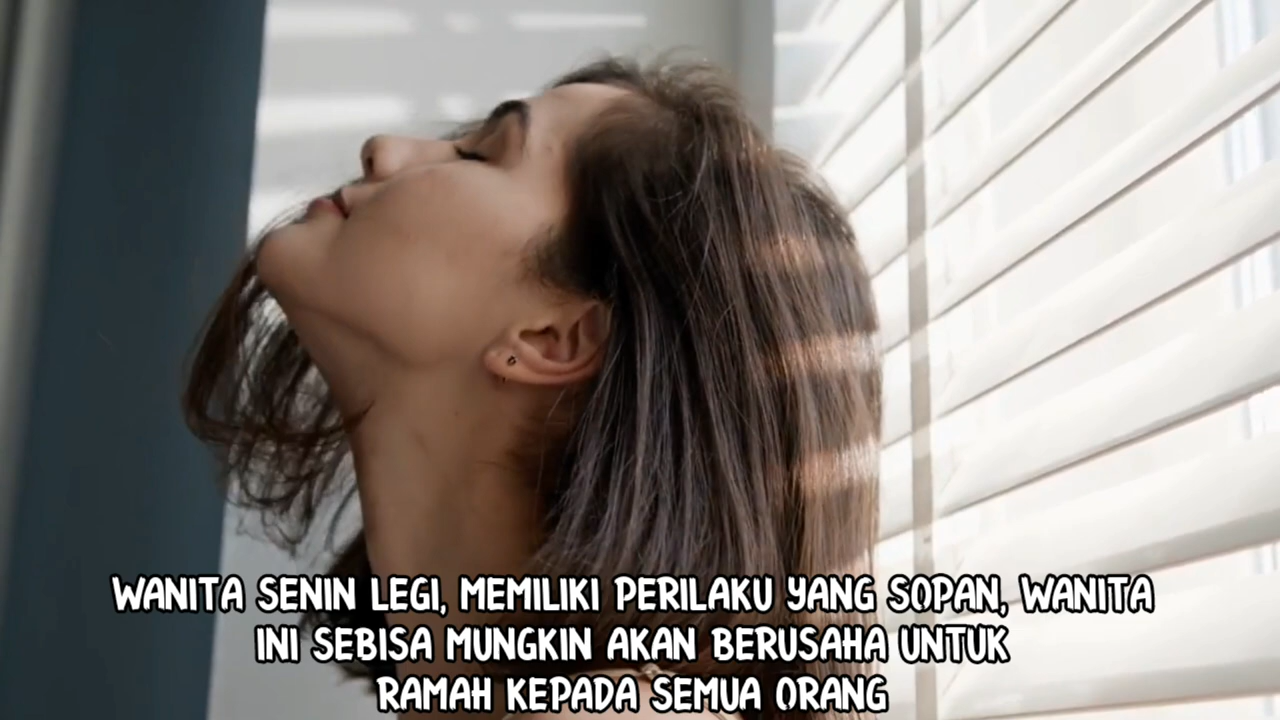 WANITA SENIN LEGI, MEMILIKI PERILAKU YANG SOPAN, WANITA
INI SEBISA MUNGKIN AKAN BERUSAHA UNTUK
RAMAH KEPADA SEMUA ORANG